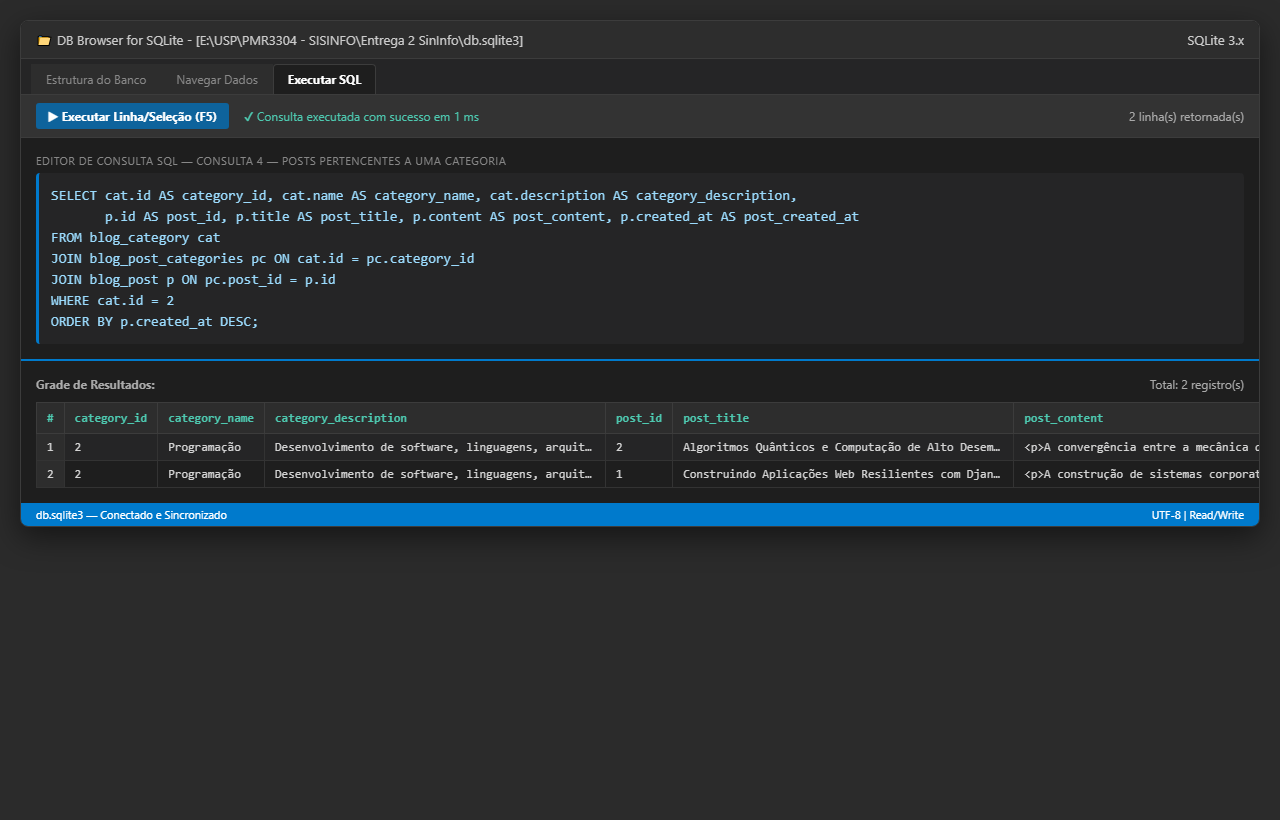 DB Browser for SQLite - [E:\USP\PMR3304 - SISINFO\Entrega 2 SinInfo\db.sqlite3]
SQLite 3.x
Estrutura do Banco
Navegar Dados
Executar SQL
▶ Executar Linha/Seleção (F5)
✓ Consulta executada com sucesso em 1 ms
2 linha(s) retornada(s)
EDITOR DE CONSULTA SQL — CONSULTA 4 — POSTS PERTENCENTES A UMA CATEGORIA
SELECT cat.id AS category_id, cat.name AS category_name, cat.description AS category_description,
       p.id AS post_id, p.title AS post_title, p.content AS post_content, p.created_at AS post_created_at
FROM blog_category cat
JOIN blog_post_categories pc ON cat.id = pc.category_id
JOIN blog_post p ON pc.post_id = p.id
WHERE cat.id = 2
ORDER BY p.created_at DESC;
Grade de Resultados:
Total: 2 registro(s)
# category_id category_name category_description post_id post_title post_content
1 2 Programação Desenvolvimento de software, linguagens, arquit… 2 Algoritmos Quânticos e Computação de Alto Desem… <p>A convergência entre a mecânica
2 2 Programação Desenvolvimento de software, linguagens, arquit… 1 Construindo Aplicações Web Resilientes com Djan… <p>A construção de sistemas corporat
db.sqlite3 — Conectado e Sincronizado
UTF-8 | Read/Write